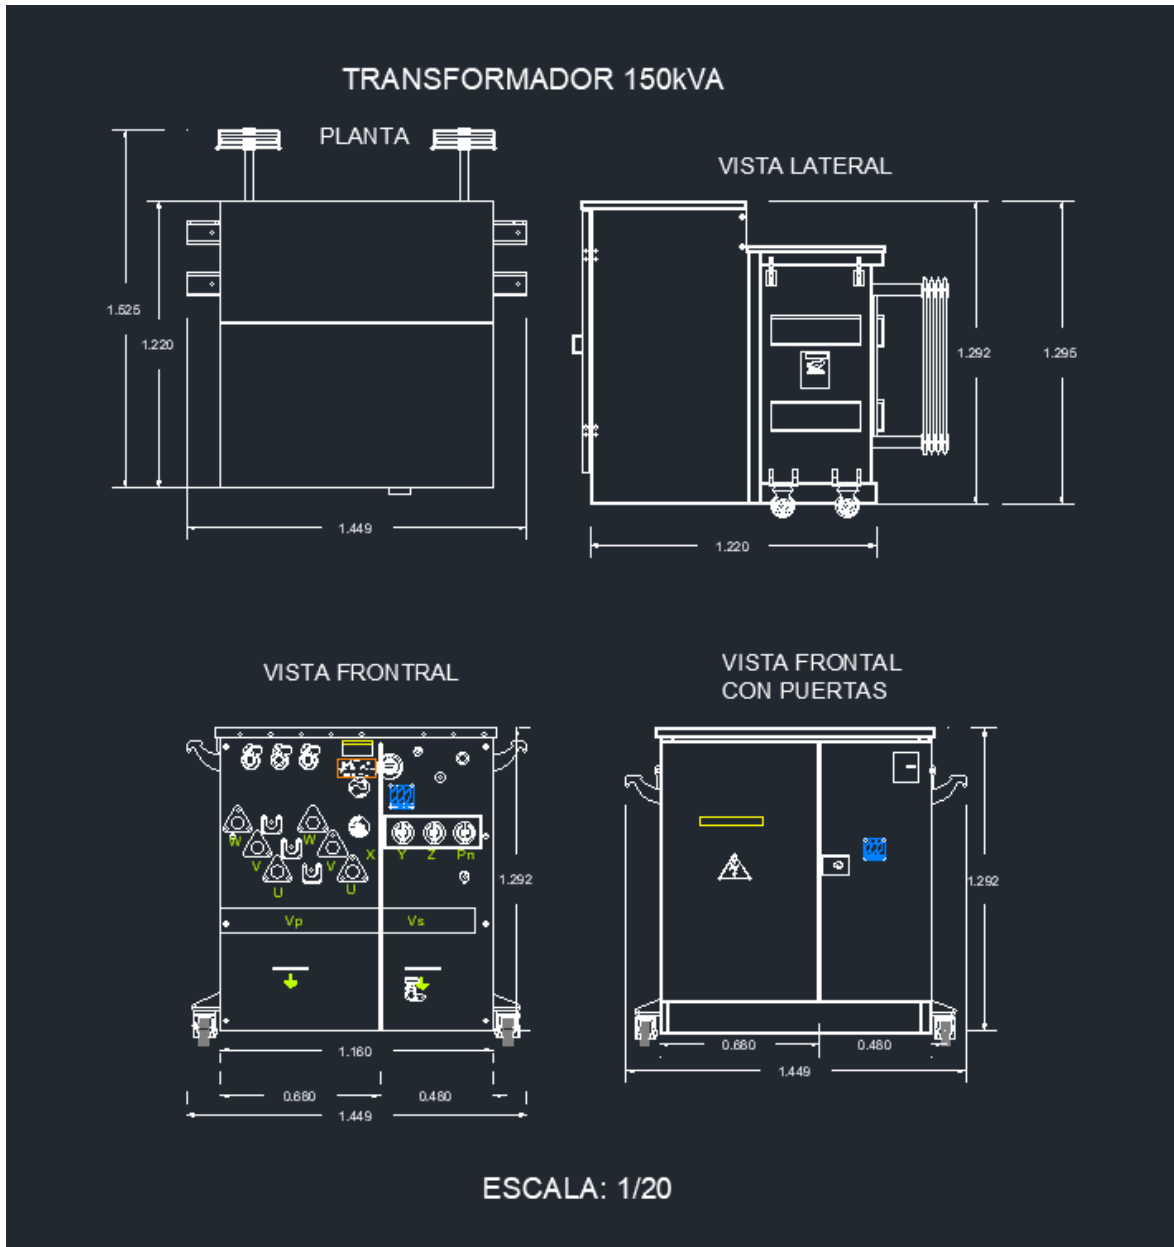 TRANSFORMADOR 150kVA
PLANTA
VISTA LATERAL
1.525
1.220
1.292
1.295
1.449
1.220
VISTA FRONTRAL
VISTA FRONTAL
CON PUERTAS
W
W
V
V
U
U
X
Y
Z
Pn
Vp
Vs
1.292
1.292
1.160
0.680
0.480
1.449
0.680
0.480
1.449
ESCALA: 1/20